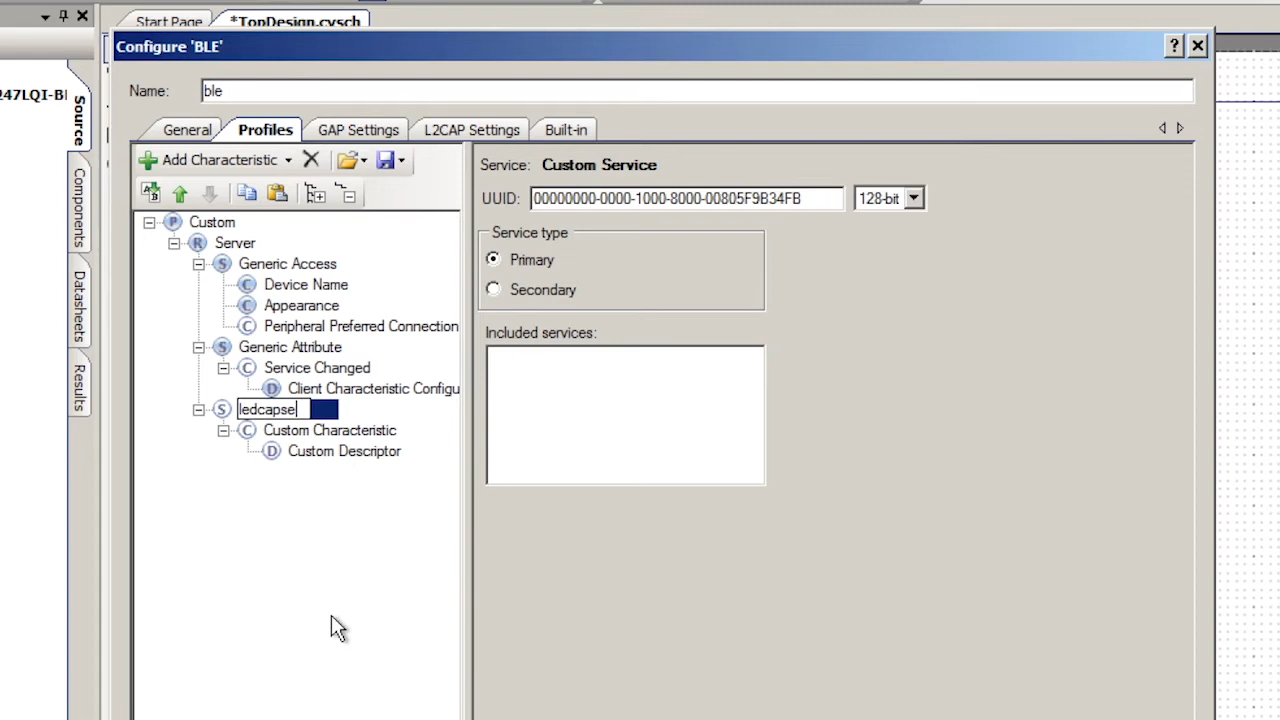 Start Page
*TopDesign.cysch
Configure 'BLE'
? 
247LQI-Bl
Name: ble
Source
Components
Datasheets
Results
General
Profiles
GAP Settings
L2CAP Settings
Built-in
Add Characteristic
Custom
Server
Generic Access
Device Name
Appearance
Peripheral Preferred Connection
Generic Attribute
Service Changed
Client Characteristic Configu
ledcapse
Custom Characteristic
Custom Descriptor
Service: Custom Service
UUID: 00000000-0000-1000-8000-00805F9B34FB 128-bit
Service type
Primary
Secondary
Included services: